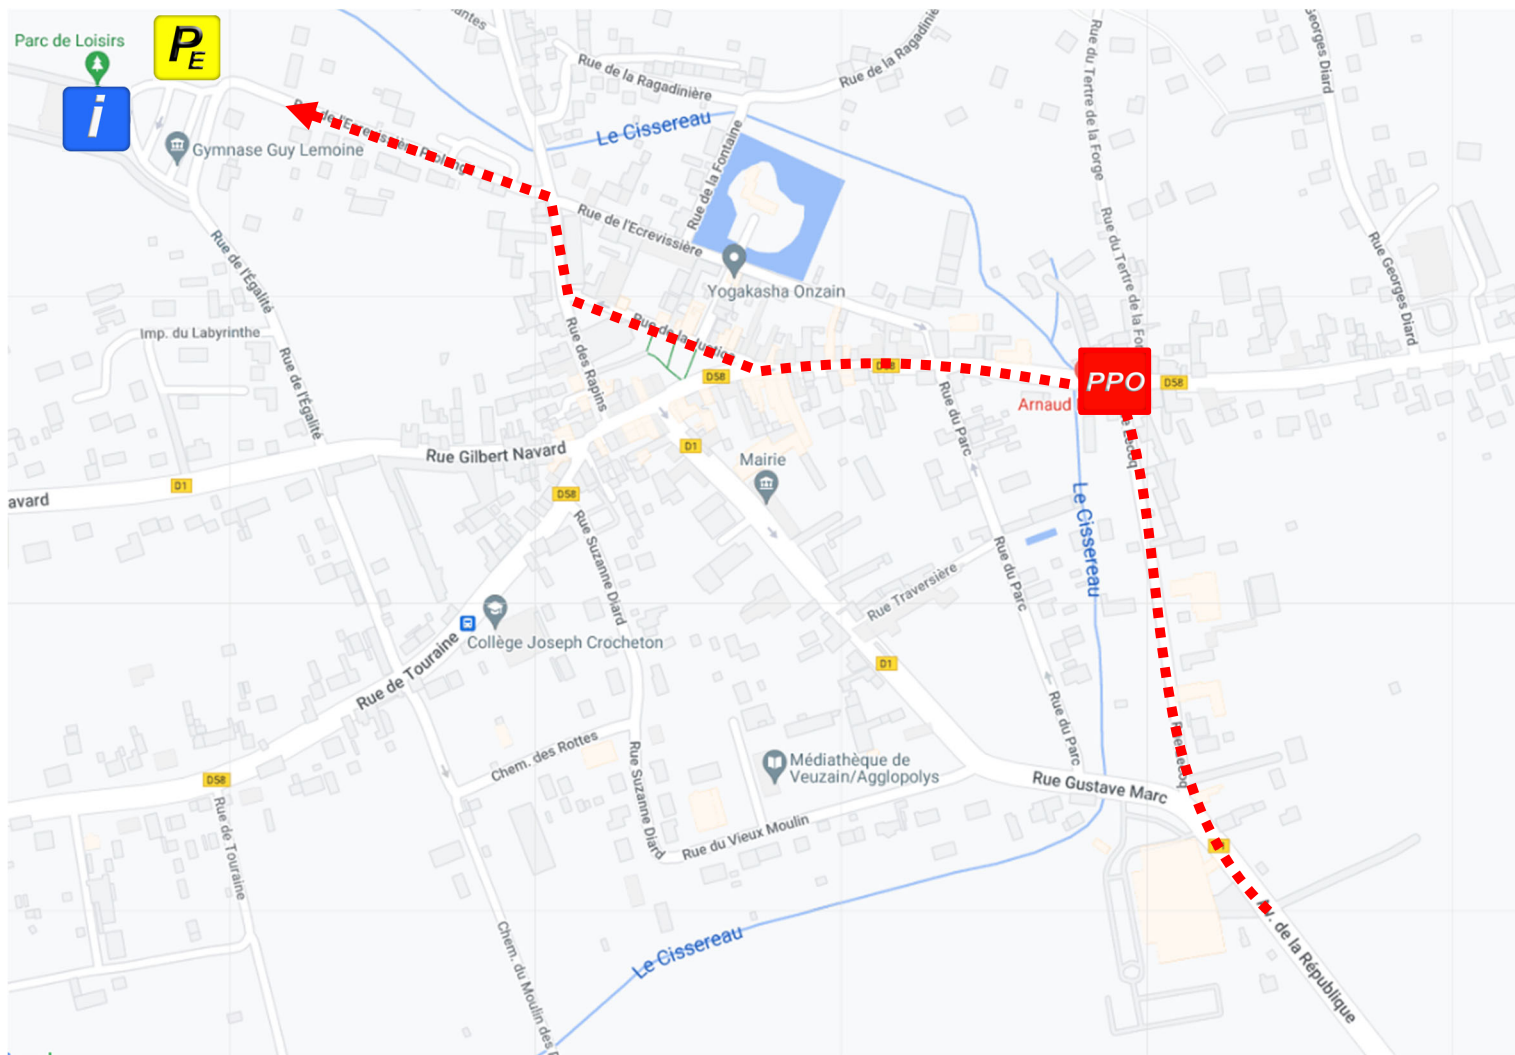 Parc de Loisirs
PE
i
Gymnase Guy Lemoine
Rue de la Ragadinière
Rue de la Ragadinie
Le Cissereau
Rue de la Fontaine
Rue de l'Ecrevissière
Yogakasha Onzain
Rue du Tertre de la Forge
Rue du Tertre de la For
Georges Diard
Rue Georges Diard
Rue de l'Égalité
Imp. du Labyrinthe
Rue de l'Égalité
Rue des Rapins
D58
PPO
D58
Arnaud
Rue du Parc
Rue Gilbert Navard
D1
Mairie
avard
D1
D58
Le Cissereau
Rue Suzanne Diard
Rue du Parc
Rue Traversière
Collège Joseph Crocheton
Rue de Touraine
D1
Rue du Parc
Chem. des Rottes
Rue Suzanne Diard
Médiathèque de
Veuzain/Agglopolys
Rue Gustave Marc
D58
Rue de Touraine
Rue du Vieux Moulin
Le Cissereau
Chem. du Moulin des
Av. de la République